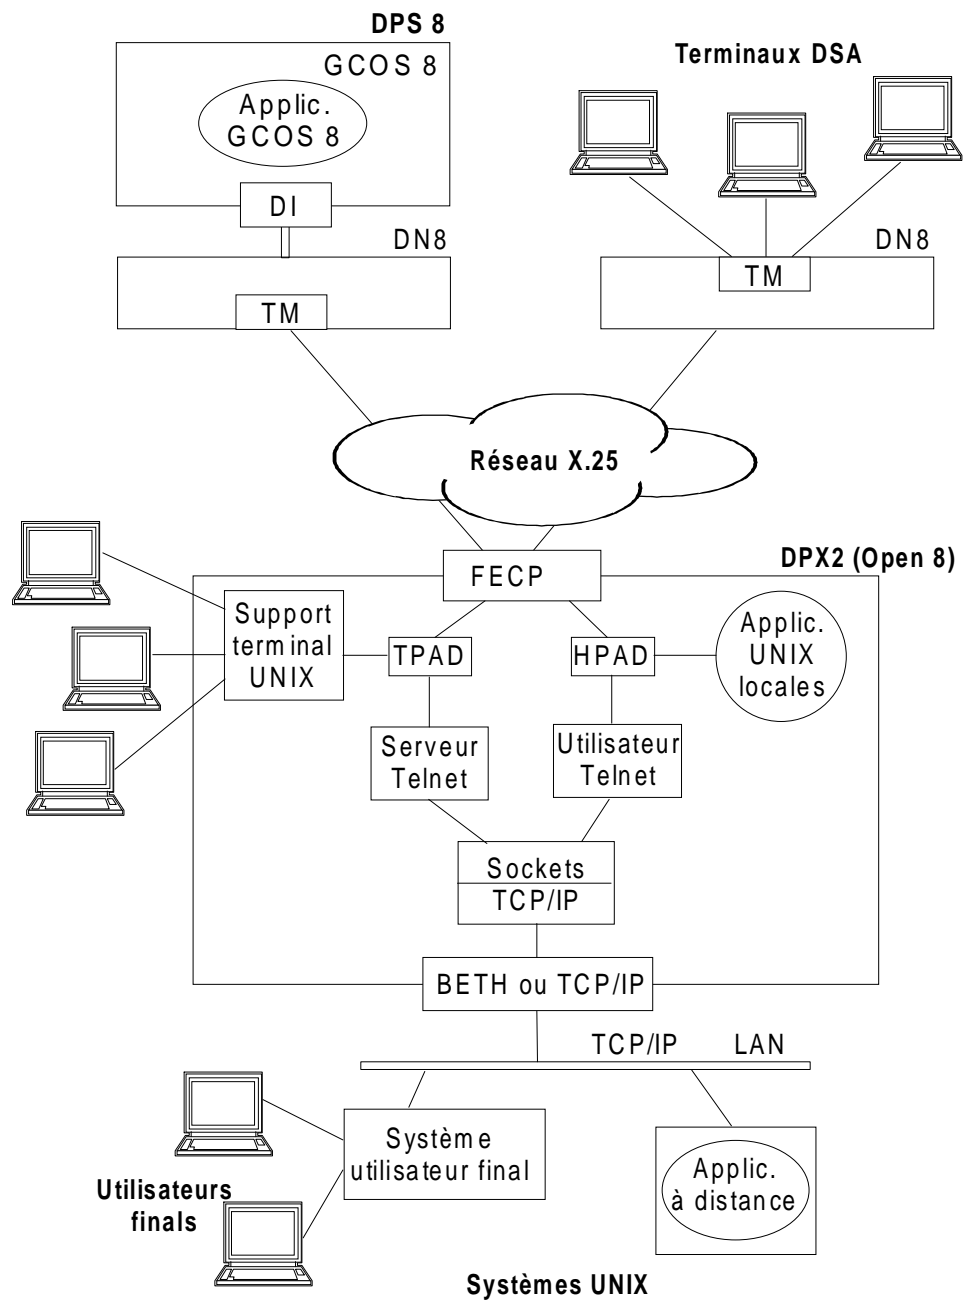 DPS 8
GCOS 8
Applic.
GCOS 8
DI
DN8
TM
Terminaux DSA
DN8
TM
Réseau X.25
DPX2 (Open 8)
FECP
Support
terminal
UNIX
TPAD
HPAD
Applic.
UNIX
locales
Serveur
Telnet
Utilisateur
Telnet
Sockets
TCP/IP
BETH ou TCP/IP
TCP/IP LAN
Système
utilisateur final
Applic.
à distance
Utilisateurs
finals
Systèmes UNIX